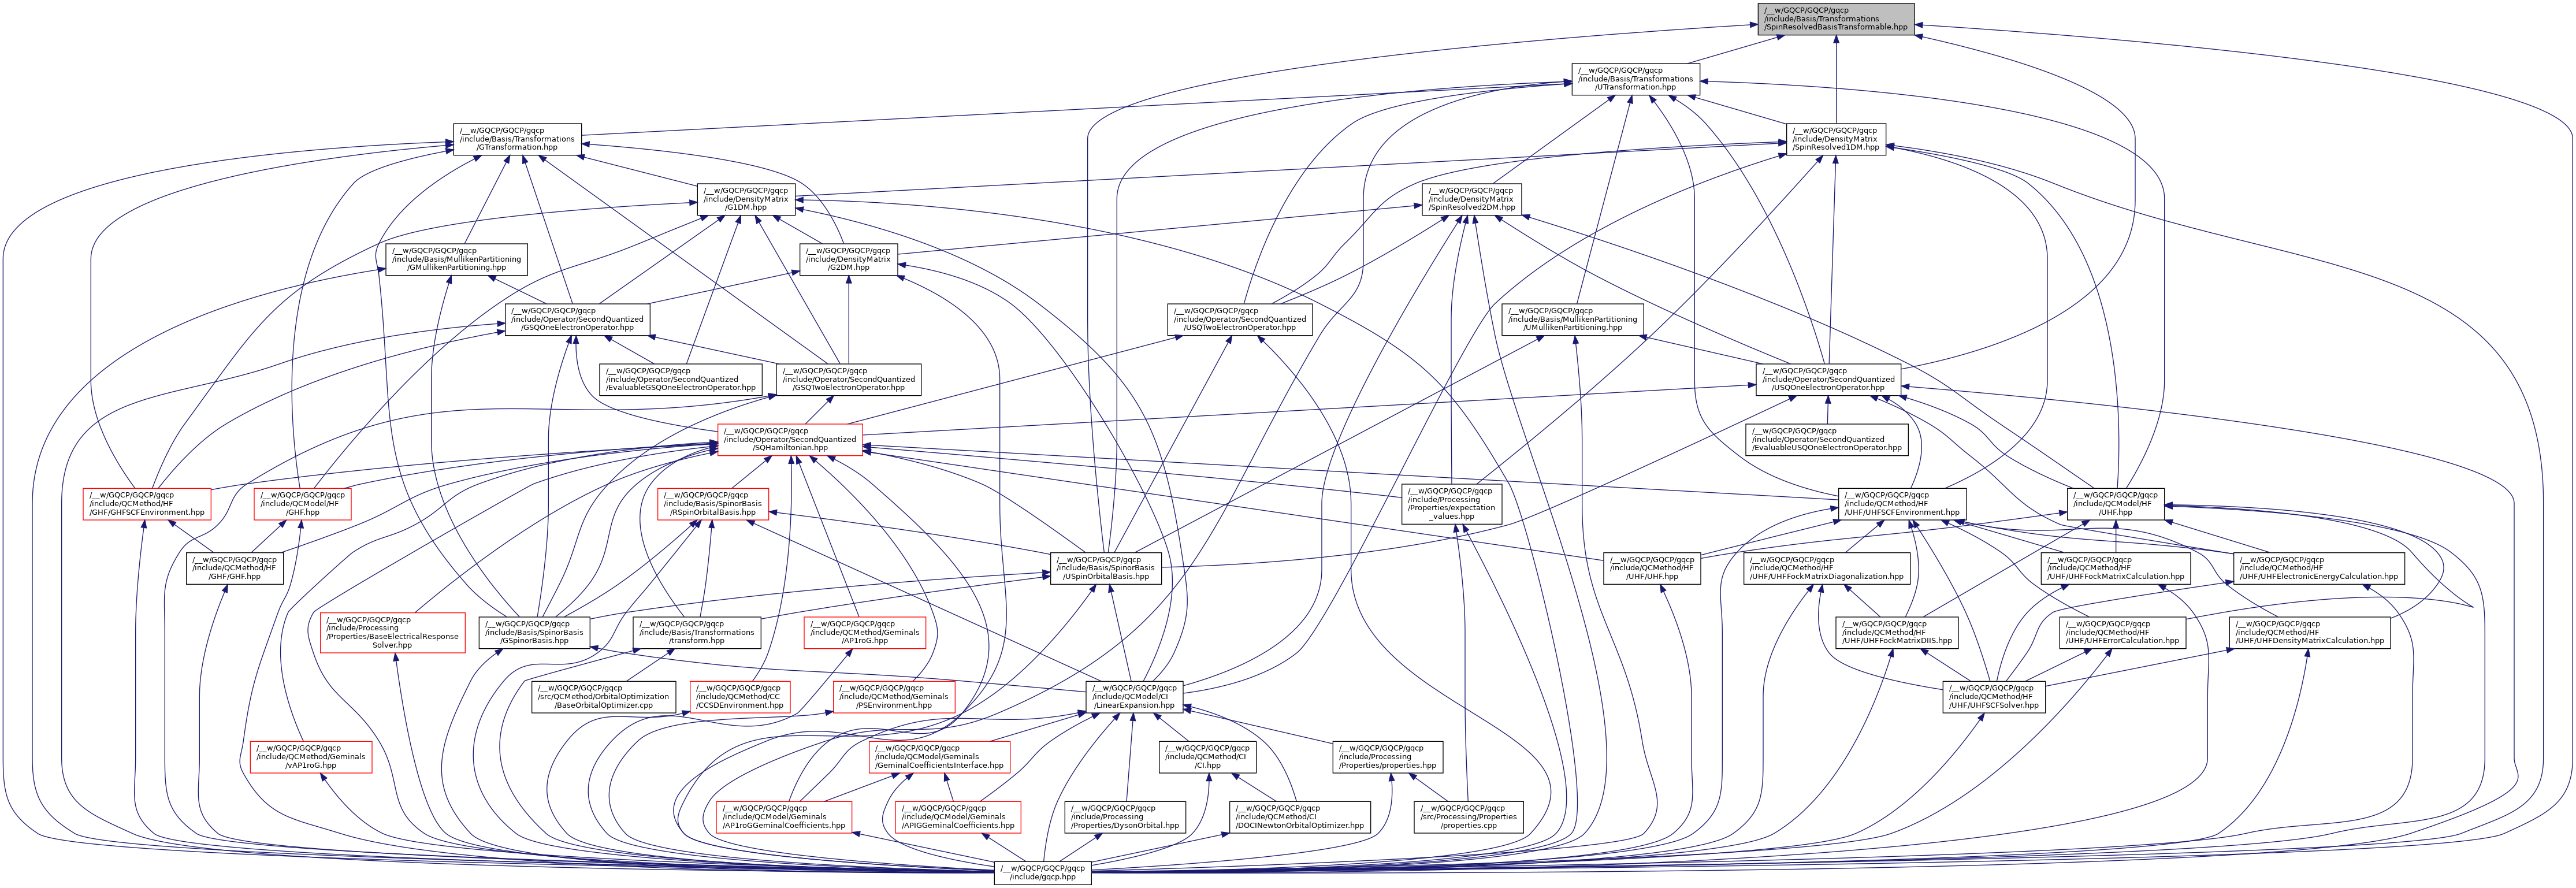 /__w/GQCP/GQCP/gqcp
/include/Basis/Transformations
/SpinResolvedBasisTransformable.hpp
/__w/GQCP/GQCP/gqcp
/include/Basis/Transformations
/UTransformation.hpp
/__w/GQCP/GQCP/gqcp
/include/Basis/Transformations
/GTransformation.hpp
/__w/GQCP/GQCP/gqcp
/include/DensityMatrix
/SpinResolved1DM.hpp
/__w/GQCP/GQCP/gqcp
/include/DensityMatrix
/G1DM.hpp
/__w/GQCP/GQCP/gqcp
/include/DensityMatrix
/SpinResolved2DM.hpp
/__w/GQCP/GQCP/gqcp
/include/Basis/MullikenPartitioning
/GMullikenPartitioning.hpp
/__w/GQCP/GQCP/gqcp
/include/DensityMatrix
/G2DM.hpp
/__w/GQCP/GQCP/gqcp
/include/Operator/SecondQuantized
/GSQOneElectronOperator.hpp
/__w/GQCP/GQCP/gqcp
/include/Operator/SecondQuantized
/USQTwoElectronOperator.hpp
/__w/GQCP/GQCP/gqcp
/include/Basis/MullikenPartitioning
/UMullikenPartitioning.hpp
/__w/GQCP/GQCP/gqcp
/include/Operator/SecondQuantized
/EvaluableGSQOneElectronOperator.hpp
/__w/GQCP/GQCP/gqcp
/include/Operator/SecondQuantized
/GSQTwoElectronOperator.hpp
/__w/GQCP/GQCP/gqcp
/include/Operator/SecondQuantized
/USQOneElectronOperator.hpp
/__w/GQCP/GQCP/gqcp
/include/Operator/SecondQuantized
/SQHamiltonian.hpp
/__w/GQCP/GQCP/gqcp
/include/Operator/SecondQuantized
/EvaluableUSQOneElectronOperator.hpp
/__w/GQCP/GQCP/gqcp
/include/QCMethod/HF
/GHF/GHFSCFEnvironment.hpp
/__w/GQCP/GQCP/gqcp
/include/QCModel/HF
/GHF.hpp
/__w/GQCP/GQCP/gqcp
/include/Basis/SpinorBasis
/RSpinOrbitalBasis.hpp
/__w/GQCP/GQCP/gqcp
/include/Processing
/Properties/expectation
_values.hpp
/__w/GQCP/GQCP/gqcp
/include/QCMethod/HF
/UHF/UHFSCFEnvironment.hpp
/__w/GQCP/GQCP/gqcp
/include/QCModel/HF
/UHF.hpp
/__w/GQCP/GQCP/gqcp
/include/QCMethod/HF
/GHF/GHF.hpp
/__w/GQCP/GQCP/gqcp
/include/Basis/SpinorBasis
/USpinOrbitalBasis.hpp
/__w/GQCP/GQCP/gqcp
/include/QCMethod/HF
/UHF/UHF.hpp
/__w/GQCP/GQCP/gqcp
/include/QCMethod/HF
/UHF/UHFFockMatrixDiagonalization.hpp
/__w/GQCP/GQCP/gqcp
/include/QCMethod/HF
/UHF/UHFFockMatrixCalculation.hpp
/__w/GQCP/GQCP/gqcp
/include/QCMethod/HF
/UHF/UHFElectronicEnergyCalculation.hpp
/__w/GQCP/GQCP/gqcp
/include/Processing
/Properties/BaseElectricalResponse
Solver.hpp
/__w/GQCP/GQCP/gqcp
/include/Basis/SpinorBasis
/GSpinorBasis.hpp
/__w/GQCP/GQCP/gqcp
/include/Basis/Transformations
/transform.hpp
/__w/GQCP/GQCP/gqcp
/include/QCMethod/Geminals
/AP1roG.hpp
/__w/GQCP/GQCP/gqcp
/include/QCMethod/HF
/UHF/UHFFockMatrixDIIS.hpp
/__w/GQCP/GQCP/gqcp
/include/QCMethod/HF
/UHF/UHFErrorCalculation.hpp
/__w/GQCP/GQCP/gqcp
/include/QCMethod/HF
/UHF/UHFDensityMatrixCalculation.hpp
/__w/GQCP/GQCP/gqcp
/src/QCMethod/OrbitalOptimization
/BaseOrbitalOptimizer.cpp
/__w/GQCP/GQCP/gqcp
/include/QCMethod/CC
/CCSDEnvironment.hpp
/__w/GQCP/GQCP/gqcp
/include/QCMethod/Geminals
/PSEnvironment.hpp
/__w/GQCP/GQCP/gqcp
/include/QCModel/CI
/LinearExpansion.hpp
/__w/GQCP/GQCP/gqcp
/include/QCMethod/HF
/UHF/UHFSCFSolver.hpp
/__w/GQCP/GQCP/gqcp
/include/QCMethod/Geminals
/vAP1roG.hpp
/__w/GQCP/GQCP/gqcp
/include/QCModel/Geminals
/GeminalCoefficientsInterface.hpp
/__w/GQCP/GQCP/gqcp
/include/QCMethod/CI
/CI.hpp
/__w/GQCP/GQCP/gqcp
/include/Processing
/Properties/properties.hpp
/__w/GQCP/GQCP/gqcp
/include/QCModel/Geminals
/AP1roGGeminalCoefficients.hpp
/__w/GQCP/GQCP/gqcp
/include/QCModel/Geminals
/APIGGeminalCoefficients.hpp
/__w/GQCP/GQCP/gqcp
/include/Processing
/Properties/DysonOrbital.hpp
/__w/GQCP/GQCP/gqcp
/include/QCMethod/CI
/DOCINewtonOrbitalOptimizer.hpp
/__w/GQCP/GQCP/gqcp
/src/Processing/Properties
/properties.cpp
/__w/GQCP/GQCP/gqcp
/include/gqcp.hpp